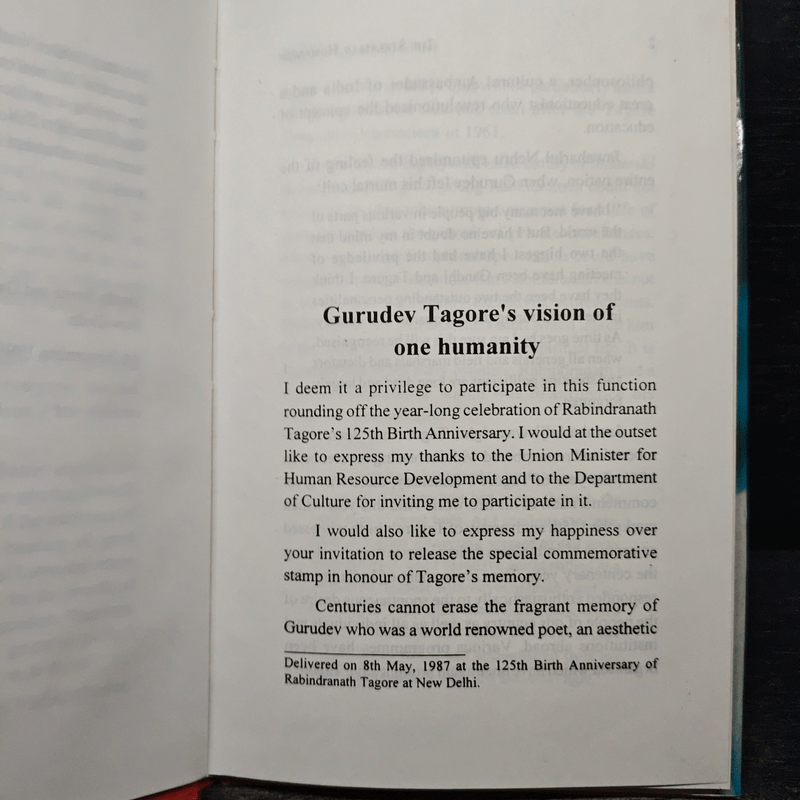 Gurudev Tagore's vision of
one humanity
I deem it a privilege to participate in this function
rounding off the year-long celebration of Rabindranath
Tagore's 125th Birth Anniversary. I would at the outset
like to express my thanks to the Union Minister for
Human Resource Development and to the Department
of Culture for inviting me to participate in it.
I would also like to express my happiness over
your invitation to release the special commemorative
stamp in honour of Tagore's memory.
Centuries cannot erase the fragrant memory of
Gurudev who was a world renowned poet, an aesthetic
Delivered on 8th May, 1987 at the 125th Birth Anniversary of
Rabindranath Tagore at New Delhi.